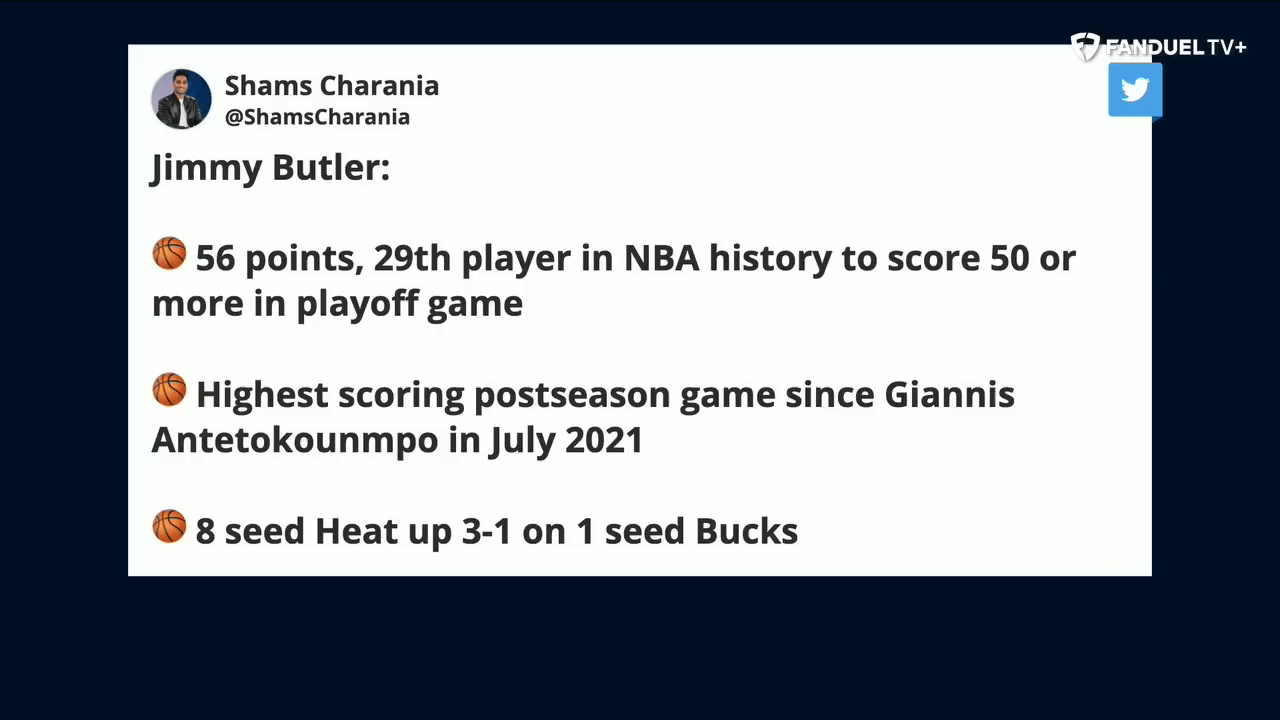 FANDUEL TV+
Shams Charania
@ShamsCharania
Jimmy Butler:
🏀 56 points, 29th player in NBA history to score 50 or
more in playoff game
🏀 Highest scoring postseason game since Giannis
Antetokounmpo in July 2021
🏀 8 seed Heat up 3-1 on 1 seed Bucks